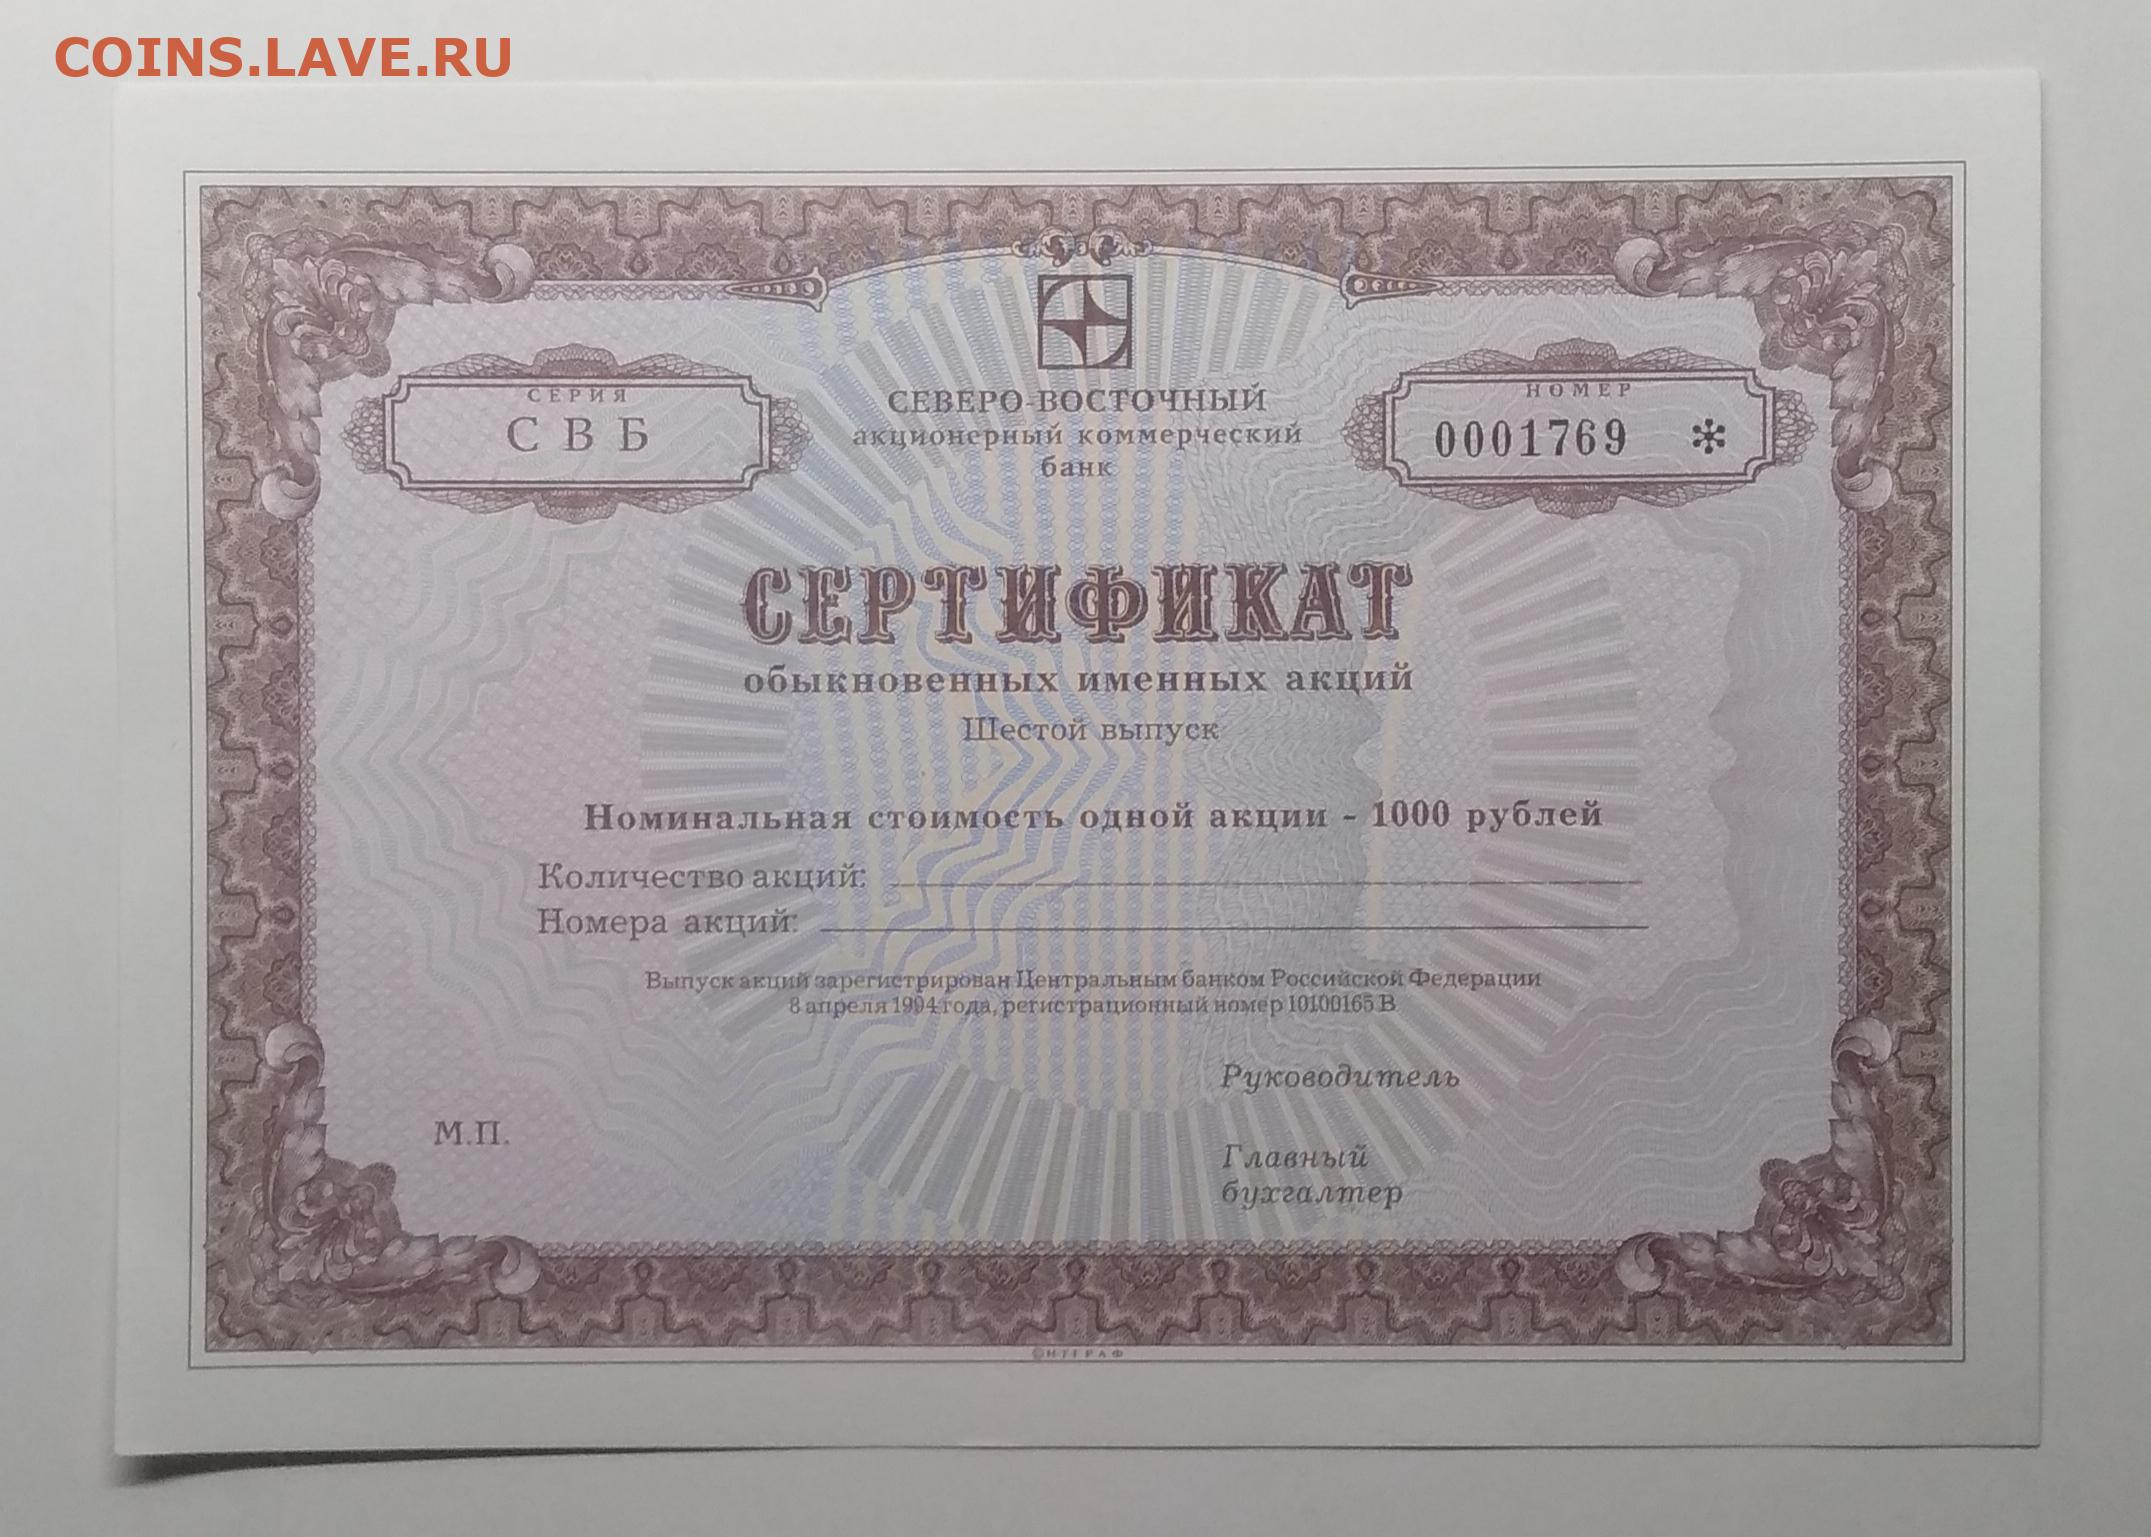 COINS.LAVE.RU
СЕРИЯ
СВБ
СЕВЕРО-ВОСТОЧНЫЙ
акционерный коммерческий
банк
НОМЕР
0001769 *
СЕРТИФИКАТ
обыкновенных именных акций
Шестой выпуск
Номинальная стоимость одной акции - 1000 рублей
Количество акций:
Номера акций:
Выпуск акций зарегистрирован Центральным банком Российской Федерации
8 апреля 1994 года, регистрационный номер 10100165 В
Руководитель
М.П.
Главный
бухгалтер